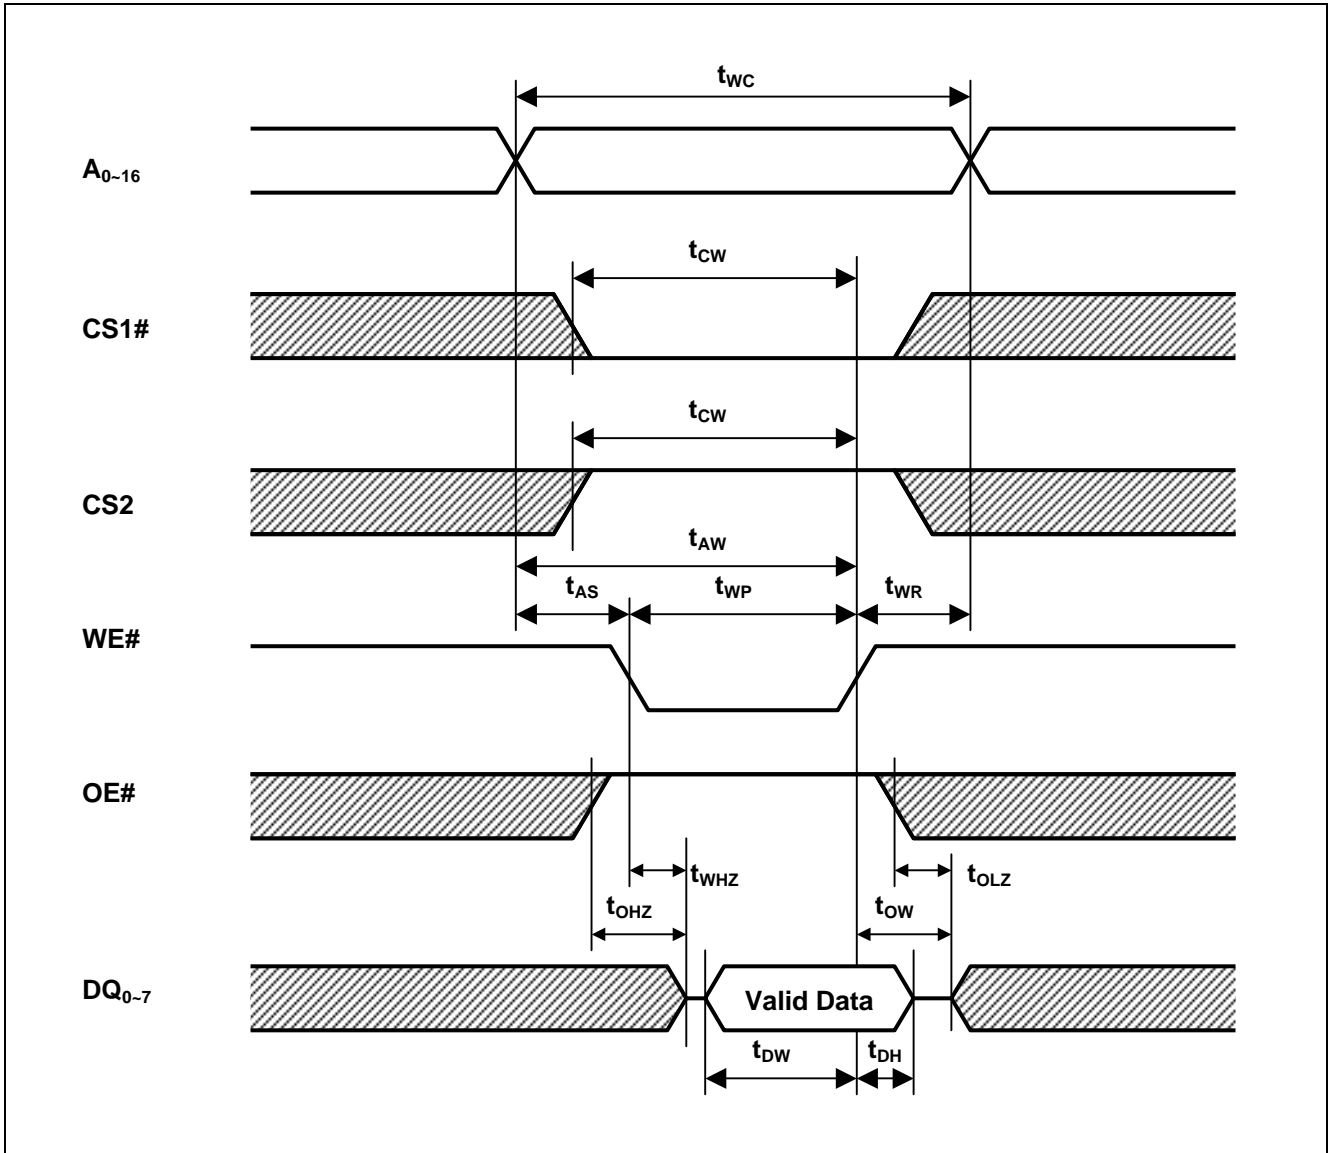 tWC
A0~16
tCW
CS1#
tCW
CS2
tAW
tAS tWP tWR
WE#
OE#
tWHZ tOLZ
tOHZ tOW
DQ0~7 Valid Data
tDW tDH